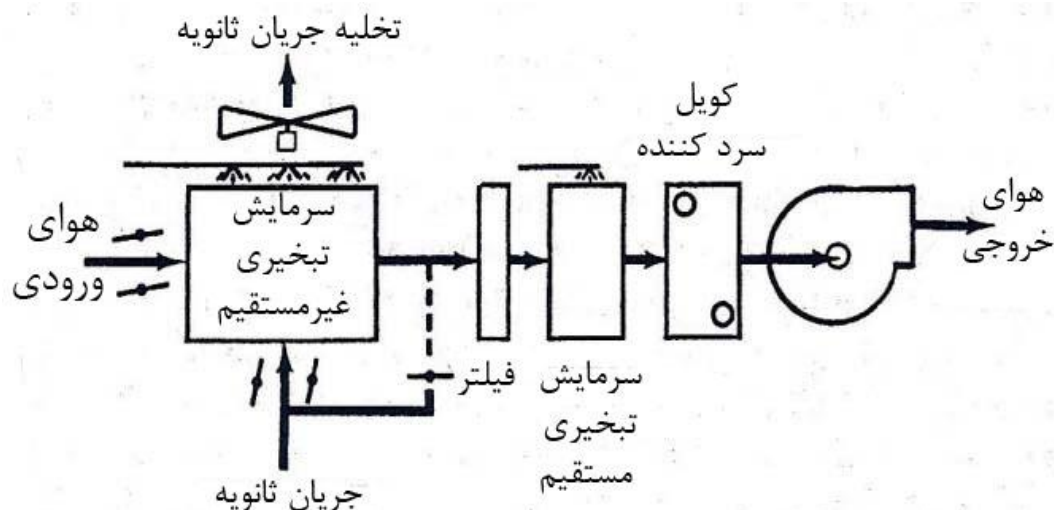 تخلیه جریان ثانویه
کویل
سرد کننده
هوای
ورودی
سرمایش
تبخیری
غیرمستقیم
هوای
خروجی
فیلتر
سرمایش
تبخیری
مستقیم
جریان ثانویه